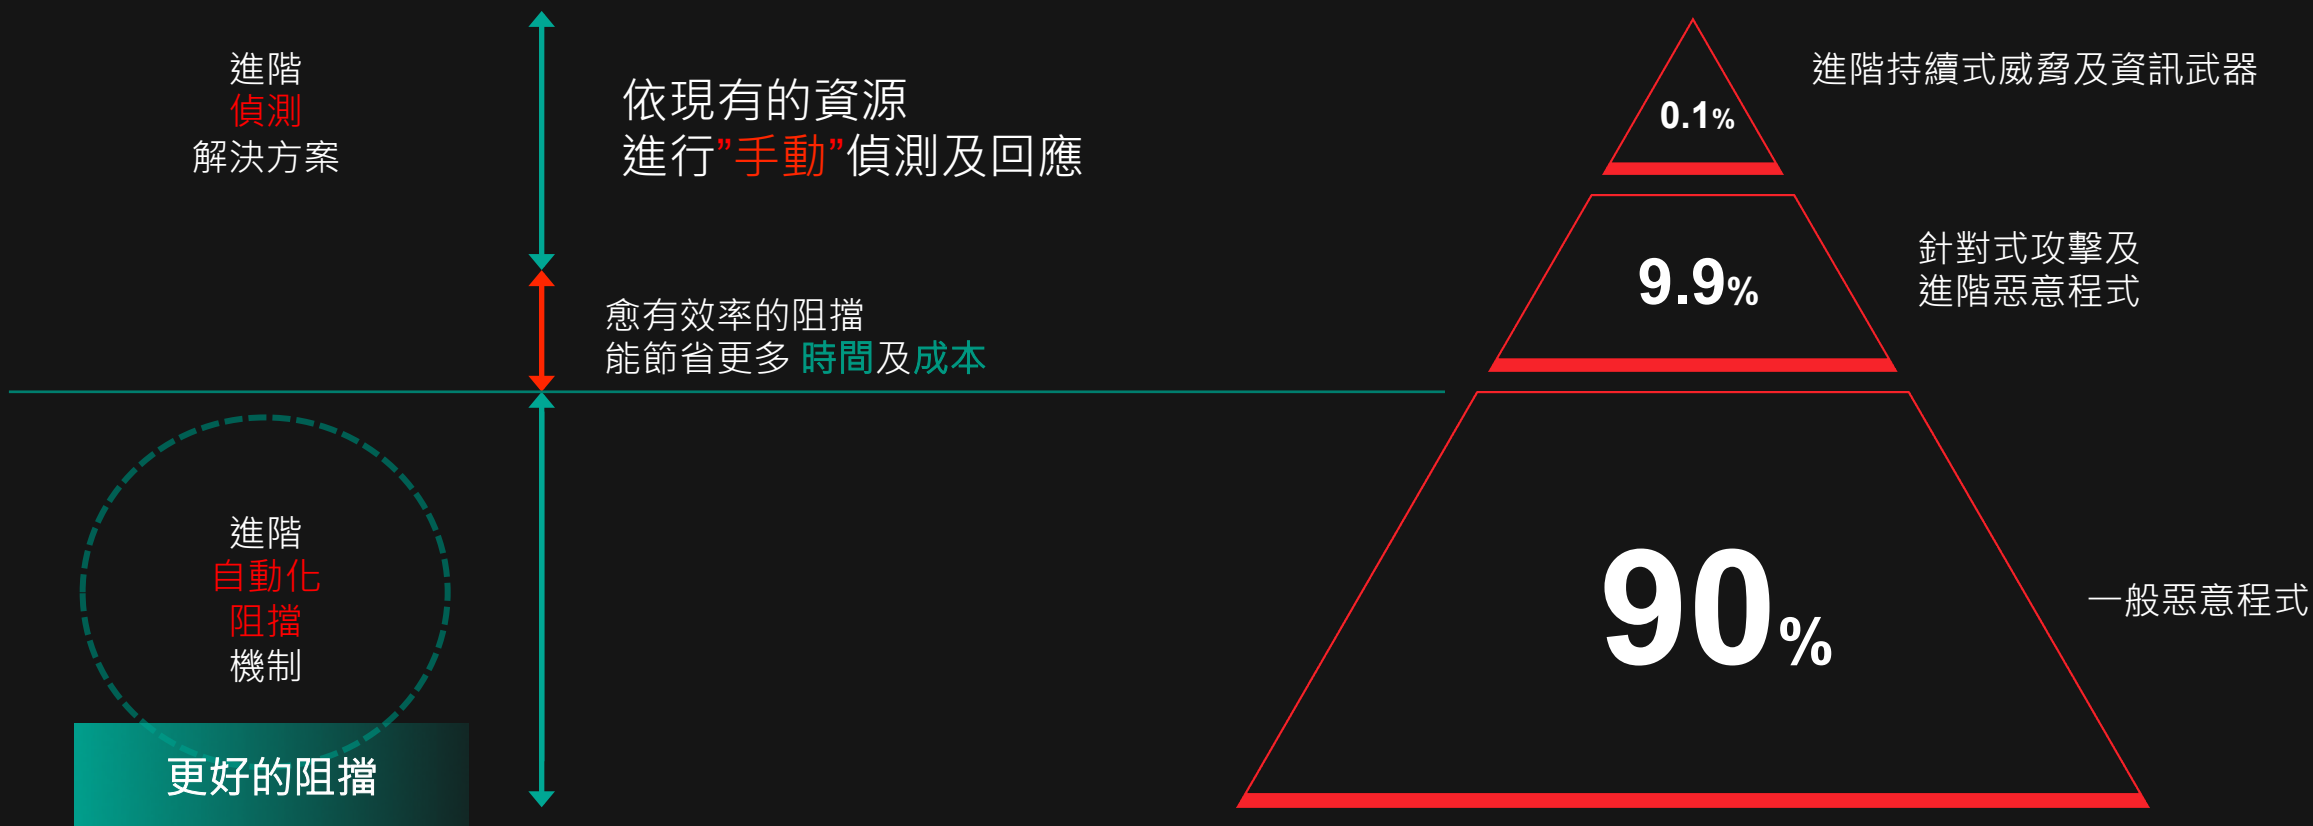 進階
偵測
解決方案
依現有的資源
進行”手動”偵測及回應
愈有效率的阻擋
能節省更多 時間及成本
進階
自動化
阻擋
機制
更好的阻擋
0.1%
進階持續式威脅及資訊武器
9.9%
針對式攻擊及
進階惡意程式
90%
一般惡意程式